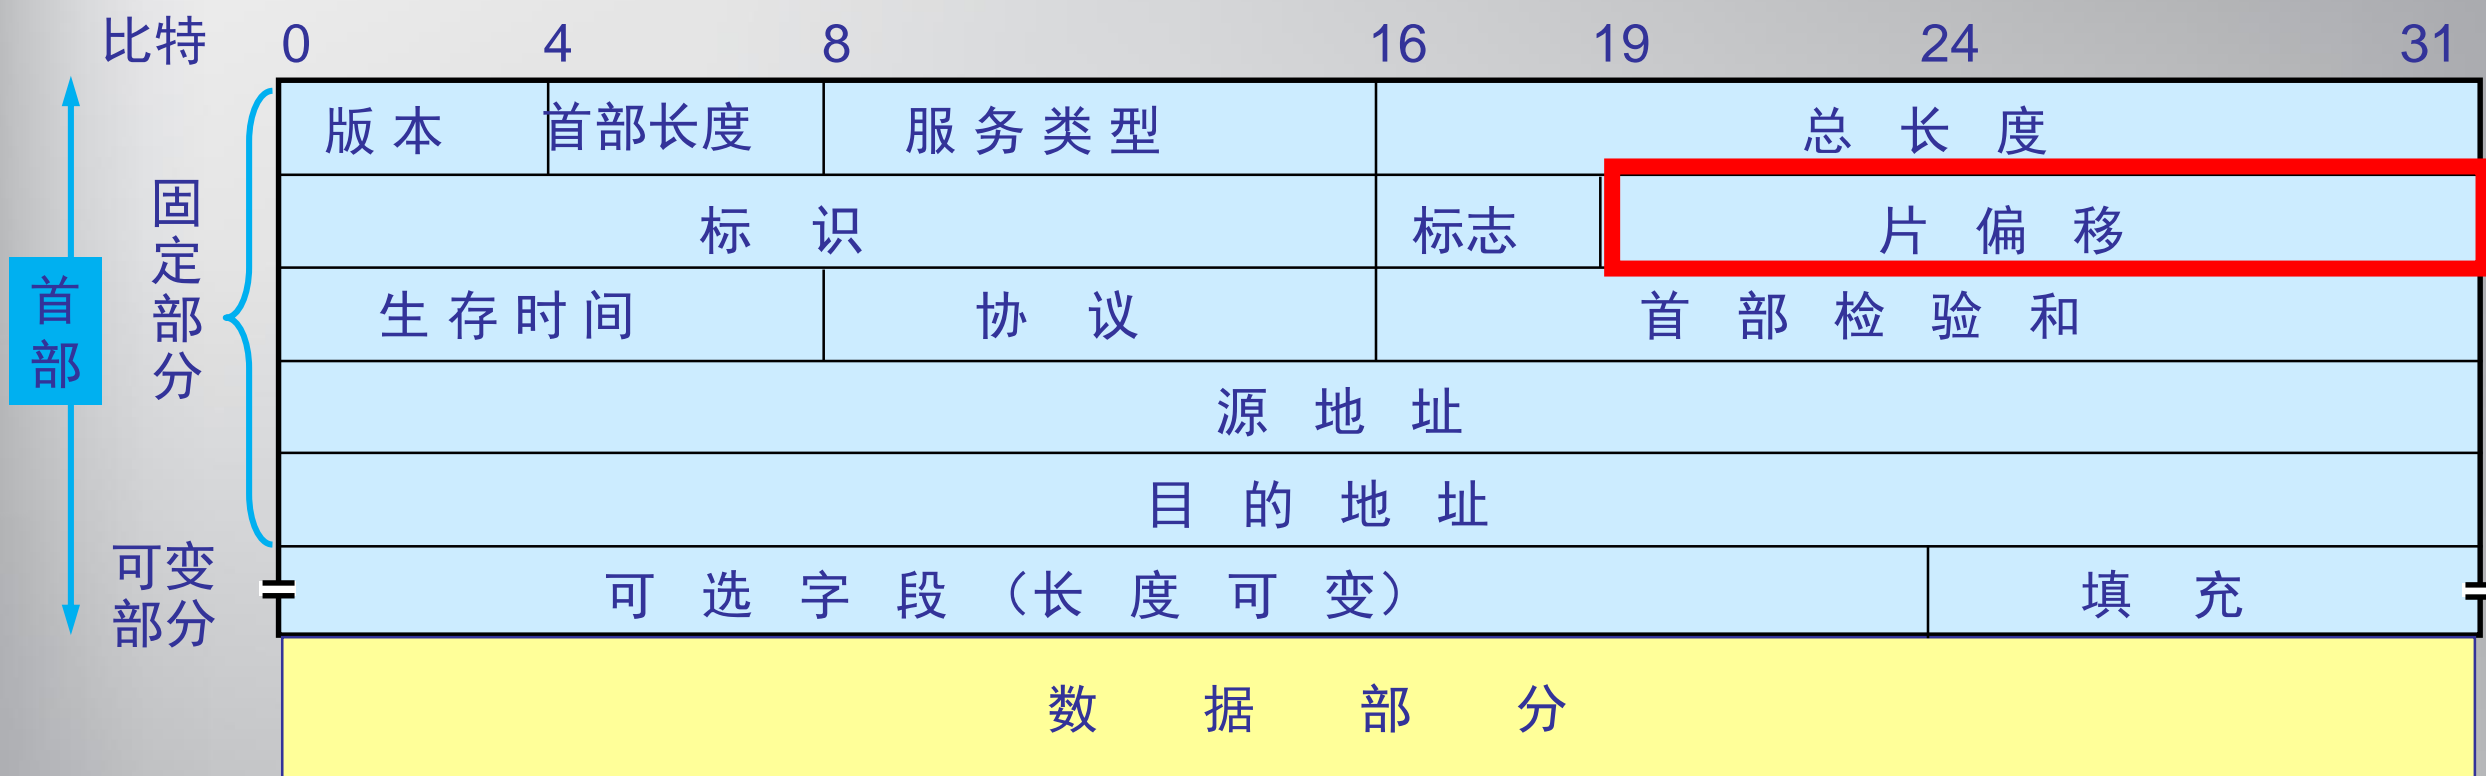 比特 0 4 8 16 19 24 31
版本 首部长度 服务类型 总长度
标识 标志 片偏移
生存时间 协议 首部检验和
源地址
目的地址
可选字段（长度可变） 填充
数据部分
首部
固定部分
可变
部分